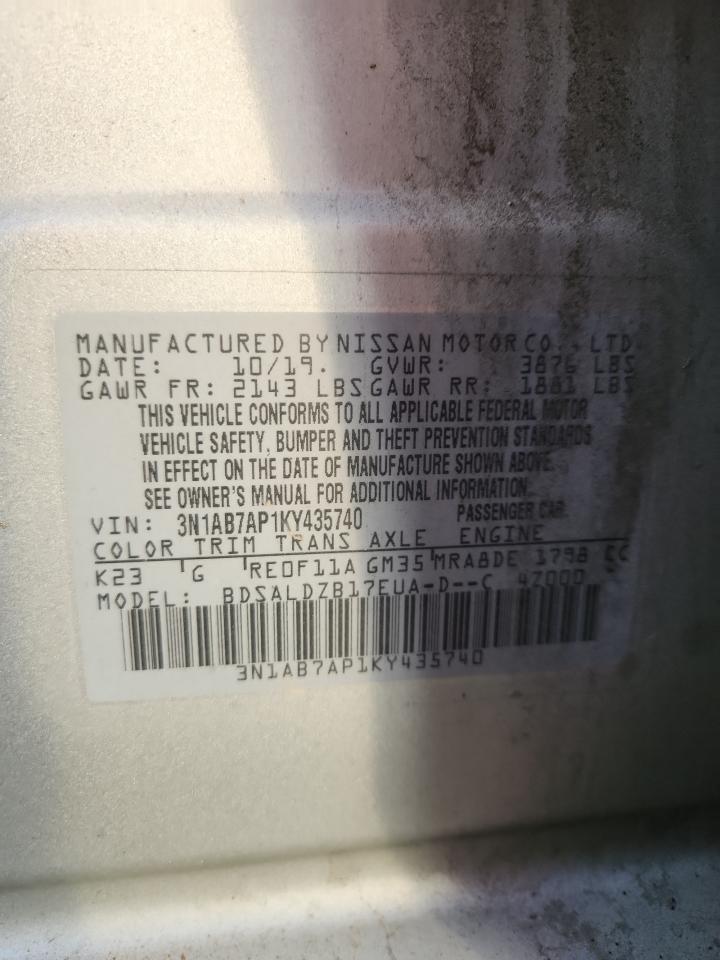 MANUFACTURED BY NISSAN MOTOR CO., LTD.
DATE: 10/19. GVWR: 3876 LBS
GAWR FR: 2143 LBS GAWR RR: 1881 LBS
THIS VEHICLE CONFORMS TO ALL APPLICABLE FEDERAL MOTOR
VEHICLE SAFETY, BUMPER AND THEFT PREVENTION STANDARDS
IN EFFECT ON THE DATE OF MANUFACTURE SHOWN ABOVE.
SEE OWNER'S MANUAL FOR ADDITIONAL INFORMATION.
VIN: 3N1AB7AP1KY435740 PASSENGER CAR
COLOR TRIM TRANS AXLE ENGINE
K23 G RE0F11A GM35 MRA8DE 1798 CC
MODEL: BDSALDZB17EUA-D--C 4Z000
3N1AB7AP1KY435740